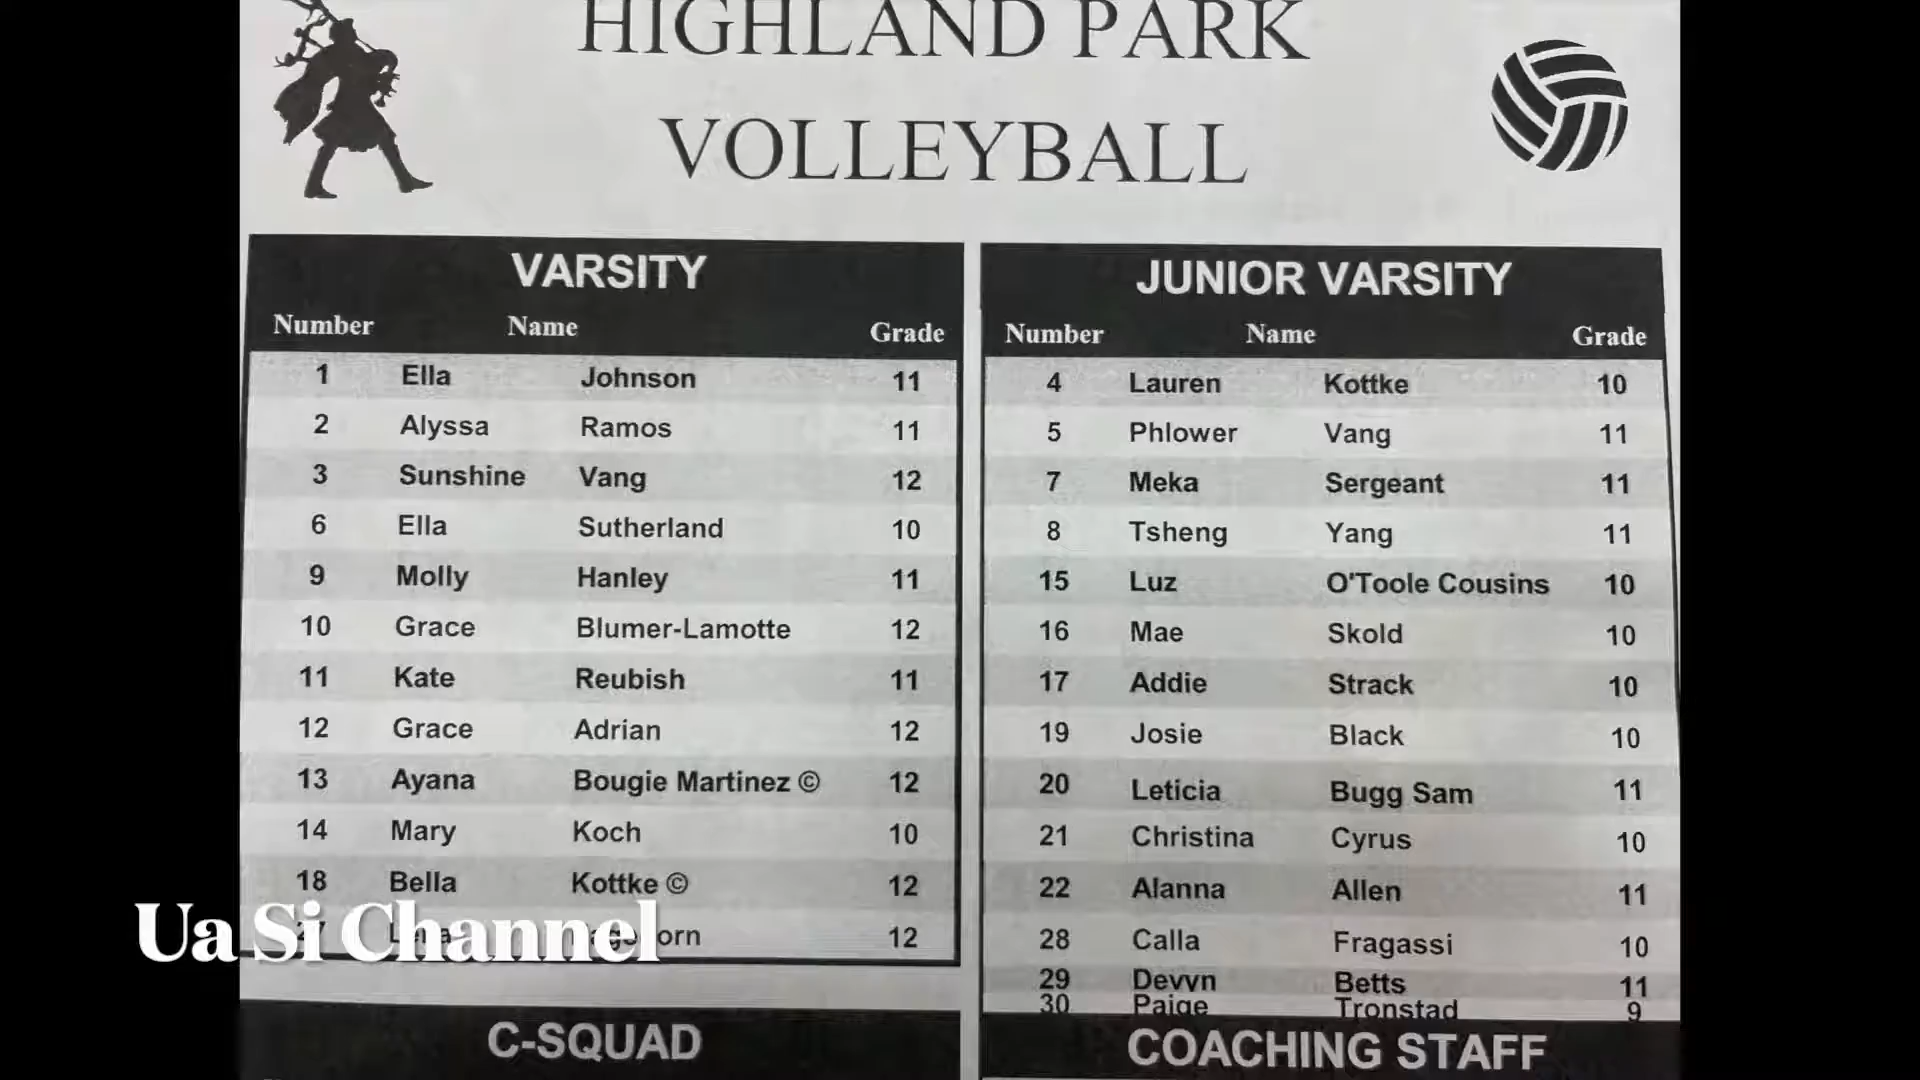 HIGHLAND PARK
VOLLEYBALL
VARSITY
Number Name Grade
1 Ella Johnson 11
2 Alyssa Ramos 11
3 Sunshine Vang 12
6 Ella Sutherland 10
9 Molly Hanley 11
10 Grace Blumer-Lamotte 12
11 Kate Reubish 11
12 Grace Adrian 12
13 Ayana Bougie Martinez © 12
14 Mary Koch 10
18 Bella Kottke © 12
27 12
Ua Si Channel
C-SQUAD
JUNIOR VARSITY
Number Name Grade
4 Lauren Kottke 10
5 Phlower Vang 11
7 Meka Sergeant 11
8 Tsheng Yang 11
15 Luz O'Toole Cousins 10
16 Mae Skold 10
17 Addie Strack 10
19 Josie Black 10
20 Leticia Bugg Sam 11
21 Christina Cyrus 10
22 Alanna Allen 11
28 Calla Fragassi 10
29 Devyn Betts 11
30 Paige Tronstad 9
COACHING STAFF